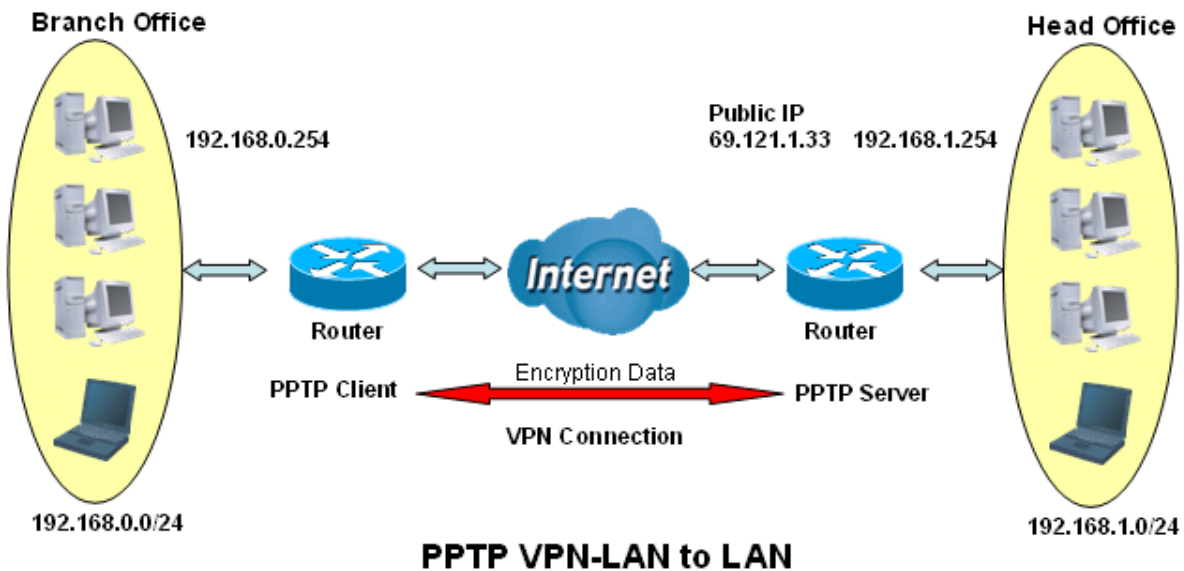 Branch Office
Head Office
Public IP
192.168.0.254
69.121.1.33 192.168.1.254
Internet
Router
Router
PPTP Client
Encryption Data
PPTP Server
VPN Connection
192.168.0.0/24
192.168.1.0/24
PPTP VPN-LAN to LAN